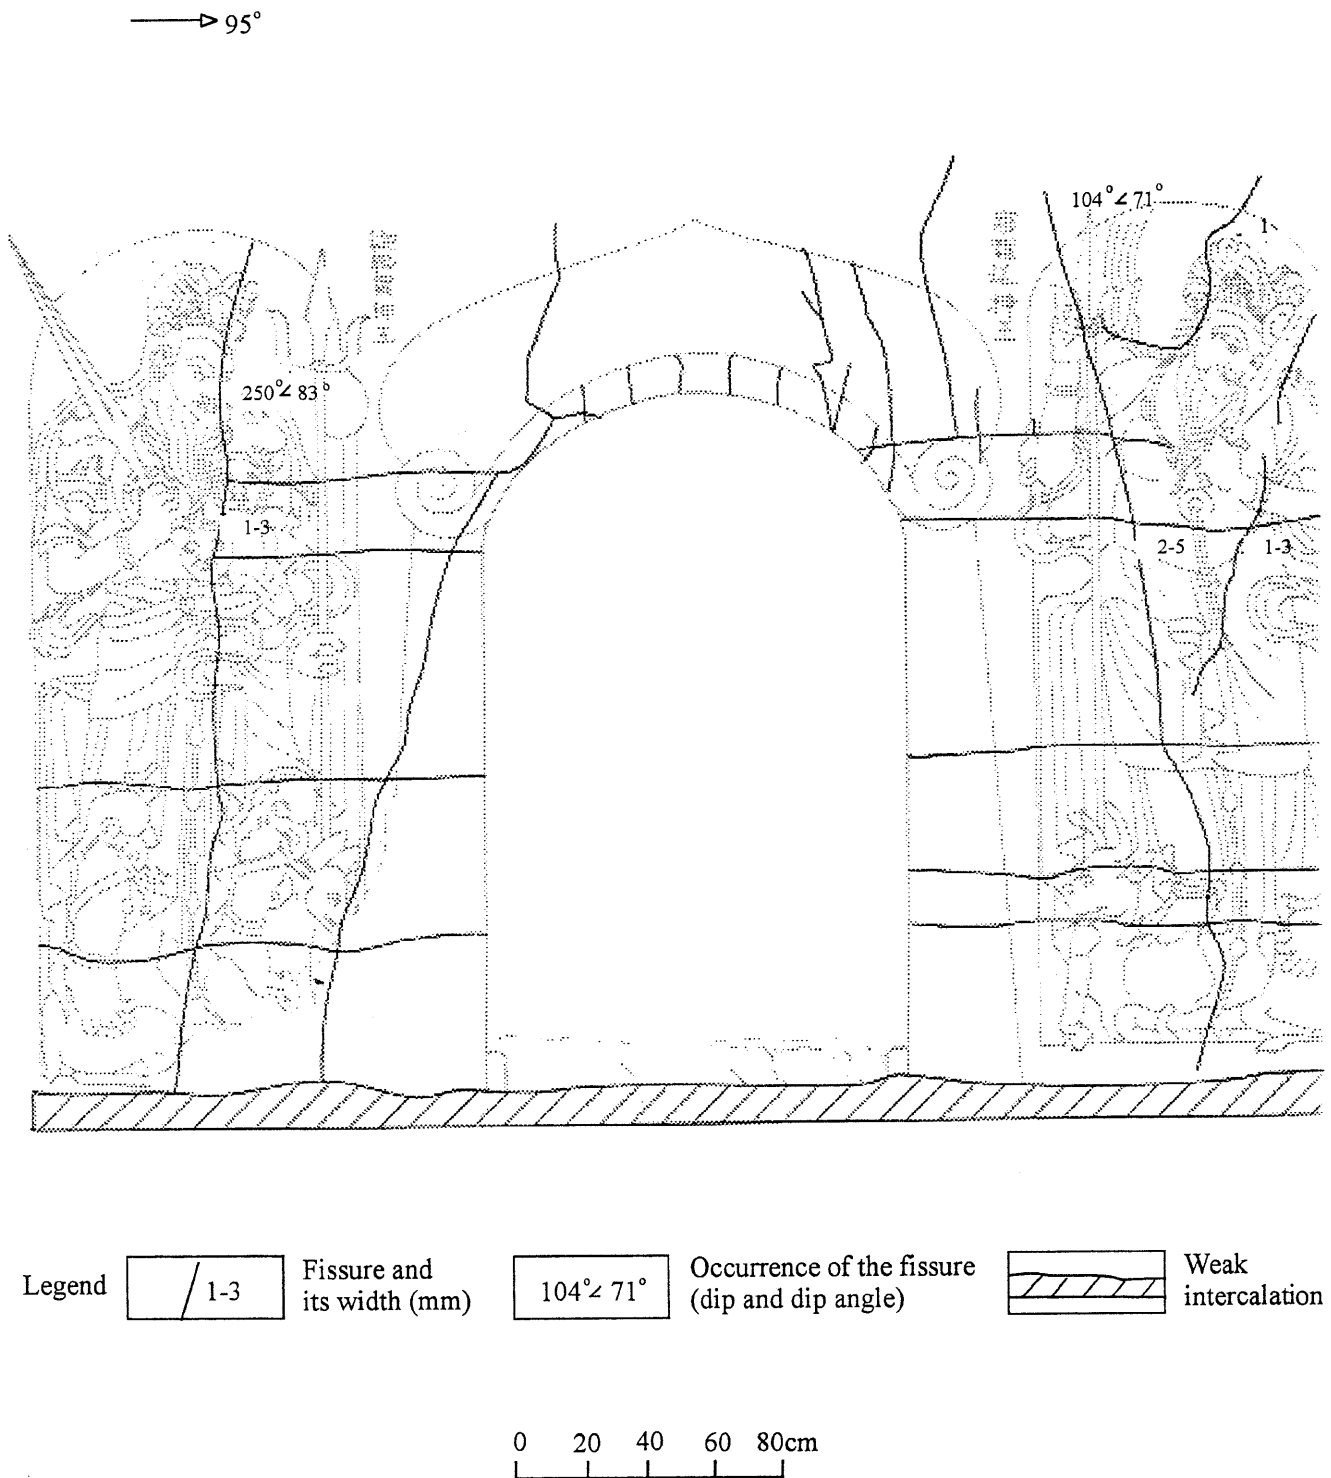 95°
104°∠71°
1
250°∠83°
1-3
2-5
1-3
Legend
1-3
Fissure and
its width (mm)
104°∠71°
Occurrence of the fissure
(dip and dip angle)
Weak
intercalation
0 20 40 60 80cm